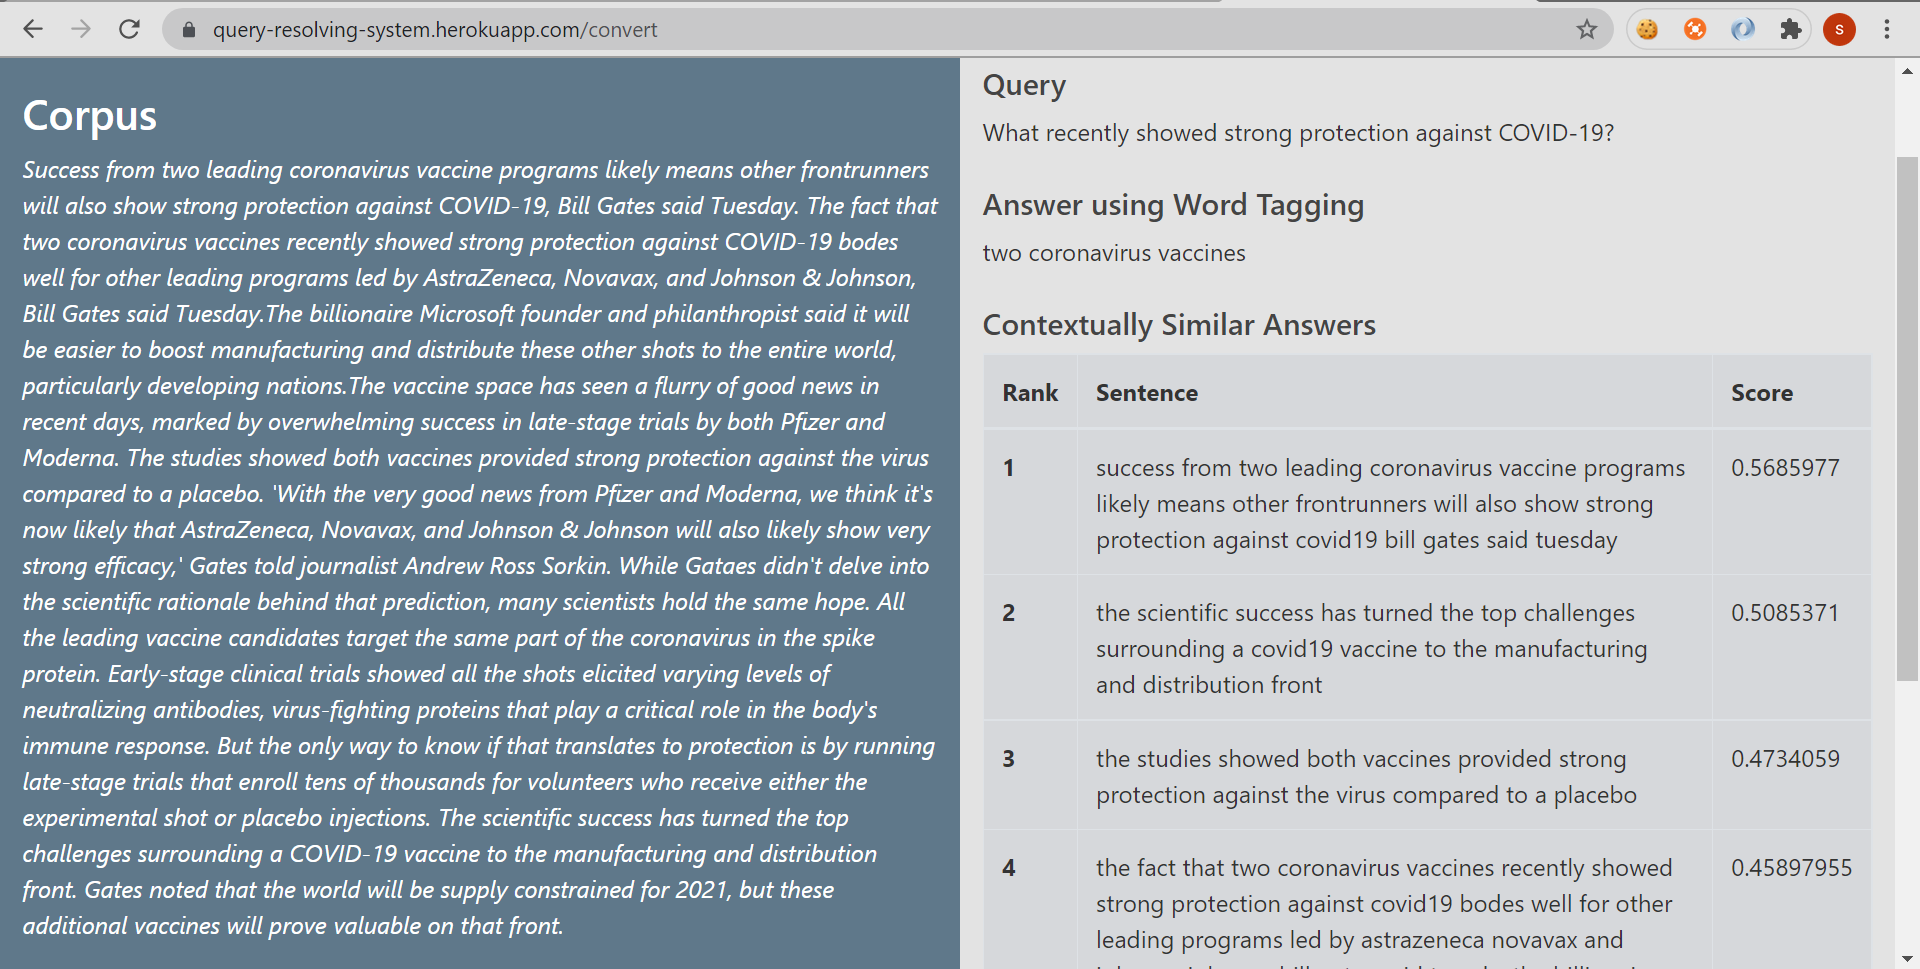 query-resolving-system.herokuapp.com/convert
S
Corpus
Success from two leading coronavirus vaccine programs likely means other frontrunners
will also show strong protection against COVID-19, Bill Gates said Tuesday. The fact that
two coronavirus vaccines recently showed strong protection against COVID-19 bodes
well for other leading programs led by AstraZeneca, Novavax, and Johnson & Johnson,
Bill Gates said Tuesday.The billionaire Microsoft founder and philanthropist said it will
be easier to boost manufacturing and distribute these other shots to the entire world,
particularly developing nations.The vaccine space has seen a flurry of good news in
recent days, marked by overwhelming success in late-stage trials by both Pfizer and
Moderna. The studies showed both vaccines provided strong protection against the virus
compared to a placebo. 'With the very good news from Pfizer and Moderna, we think it's
now likely that AstraZeneca, Novavax, and Johnson & Johnson will also likely show very
strong efficacy,' Gates told journalist Andrew Ross Sorkin. While Gataes didn't delve into
the scientific rationale behind that prediction, many scientists hold the same hope. All
the leading vaccine candidates target the same part of the coronavirus in the spike
protein. Early-stage clinical trials showed all the shots elicited varying levels of
neutralizing antibodies, virus-fighting proteins that play a critical role in the body's
immune response. But the only way to know if that translates to protection is by running
late-stage trials that enroll tens of thousands for volunteers who receive either the
experimental shot or placebo injections. The scientific success has turned the top
challenges surrounding a COVID-19 vaccine to the manufacturing and distribution
front. Gates noted that the world will be supply constrained for 2021, but these
additional vaccines will prove valuable on that front.
Query
What recently showed strong protection against COVID-19?
Answer using Word Tagging
two coronavirus vaccines
Contextually Similar Answers
Rank Sentence Score
1 success from two leading coronavirus vaccine programs 0.5685977
likely means other frontrunners will also show strong
protection against covid19 bill gates said tuesday
2 the scientific success has turned the top challenges 0.5085371
surrounding a covid19 vaccine to the manufacturing
and distribution front
3 the studies showed both vaccines provided strong 0.4734059
protection against the virus compared to a placebo
4 the fact that two coronavirus vaccines recently showed 0.45897955
strong protection against covid19 bodes well for other
leading programs led by astrazeneca novavax and